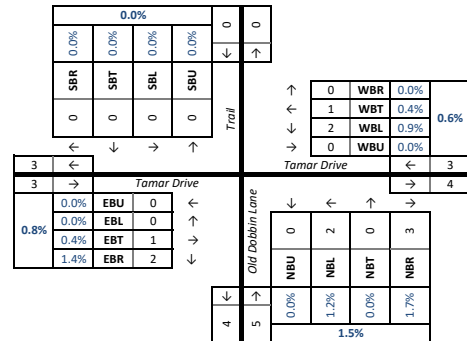 0.0%
0 0
0.0% 0.0% 0.0% 0.0%
↓ ↑
SBR SBT SBL SBU
0 0 0 0
← ↓ → ↑
Trail
↑ 0 WBR 0.0%
← 1 WBT 0.4%
↓ 2 WBL 0.9%
→ 0 WBU 0.0%
0.6%
3 ←
Tamar Drive
← 3
3 →
Tamar Drive
→ 4
0.8%
0.0% EBU 0 ←
0.0% EBL 0 ↑
0.4% EBT 1 →
1.4% EBR 2 ↓
Old Dobbin Lane
↓ ← ↑ →
0 2 0 3
NBU NBL NBT NBR
↓ ↑
0.0% 1.2% 0.0% 1.7%
4 5
1.5%